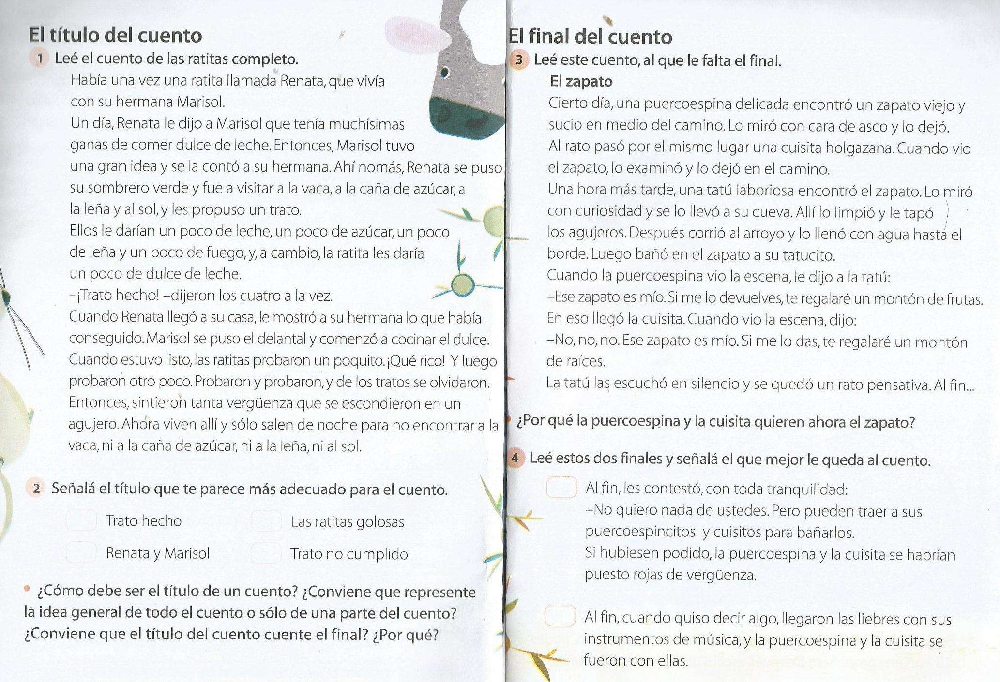 El título del cuento
1 Leé el cuento de las ratitas completo.
Había una vez una ratita llamada Renata, que vivía
con su hermana Marisol.
Un día, Renata le dijo a Marisol que tenía muchísimas
ganas de comer dulce de leche. Entonces, Marisol tuvo
una gran idea y se la contó a su hermana. Ahí nomás, Renata se puso
su sombrero verde y fue a visitar a la vaca, a la caña de azúcar, a
la leña y al sol, y les propuso un trato.
Ellos le darían un poco de leche, un poco de azúcar, un poco
de leña y un poco de fuego, y, a cambio, la ratita les daría
un poco de dulce de leche.
–¡Trato hecho! –dijeron los cuatro a la vez.
Cuando Renata llegó a su casa, le mostró a su hermana lo que había
conseguido. Marisol se puso el delantal y comenzó a cocinar el dulce.
Cuando estuvo listo, las ratitas probaron un poquito. ¡Qué rico! Y luego
probaron otro poco. Probaron y probaron, y de los tratos se olvidaron.
Entonces, sintieron tanta vergüenza que se escondieron en un
agujero. Ahora viven allí y sólo salen de noche para no encontrar a la
vaca, ni a la caña de azúcar, ni a la leña, ni al sol.
2 Señalá el título que te parece más adecuado para el cuento.
Trato hecho Las ratitas golosas
Renata y Marisol Trato no cumplido
• ¿Cómo debe ser el título de un cuento? ¿Conviene que represente
la idea general de todo el cuento o sólo de una parte del cuento?
¿Conviene que el título del cuento cuente el final? ¿Por qué?
El final del cuento
3 Leé este cuento, al que le falta el final.
El zapato
Cierto día, una puercoespina delicada encontró un zapato viejo y
sucio en medio del camino. Lo miró con cara de asco y lo dejó.
Al rato pasó por el mismo lugar una cuisita holgazana. Cuando vio
el zapato, lo examinó y lo dejó en el camino.
Una hora más tarde, una tatú laboriosa encontró el zapato. Lo miró
con curiosidad y se lo llevó a su cueva. Allí lo limpió y le tapó
los agujeros. Después corrió al arroyo y lo llenó con agua hasta el
borde. Luego bañó en el zapato a su tatucito.
Cuando la puercoespina vio la escena, le dijo a la tatú:
–Ese zapato es mío. Si me lo devuelves, te regalaré un montón de frutas.
En eso llegó la cuisita. Cuando vio la escena, dijo:
–No, no, no. Ese zapato es mío. Si me lo das, te regalaré un montón
de raíces.
La tatú las escuchó en silencio y se quedó un rato pensativa. Al fin...
• ¿Por qué la puercoespina y la cuisita quieren ahora el zapato?
4 Leé estos dos finales y señalá el que mejor le queda al cuento.
Al fin, les contestó, con toda tranquilidad:
–No quiero nada de ustedes. Pero pueden traer a sus
puercoespincitos y cuisitos para bañarlos.
Si hubiesen podido, la puercoespina y la cuisita se habrían
puesto rojas de vergüenza.
Al fin, cuando quiso decir algo, llegaron las liebres con sus
instrumentos de música, y la puercoespina y la cuisita se
fueron con ellas.